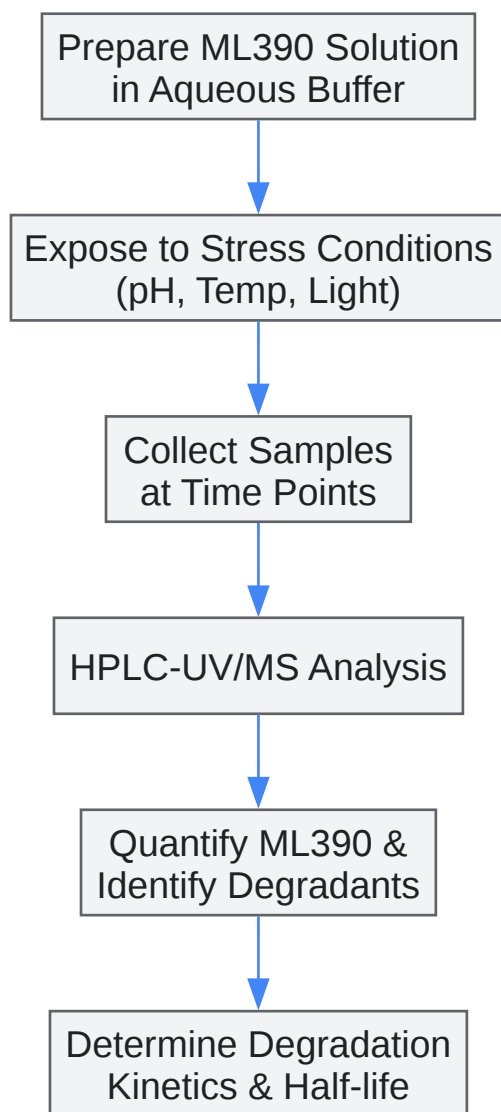 Prepare ML390 Solution
in Aqueous Buffer
Expose to Stress Conditions
(pH, Temp, Light)
Collect Samples
at Time Points
HPLC-UV/MS Analysis
Quantify ML390 &
Identify Degradants
Determine Degradation
Kinetics & Half-life